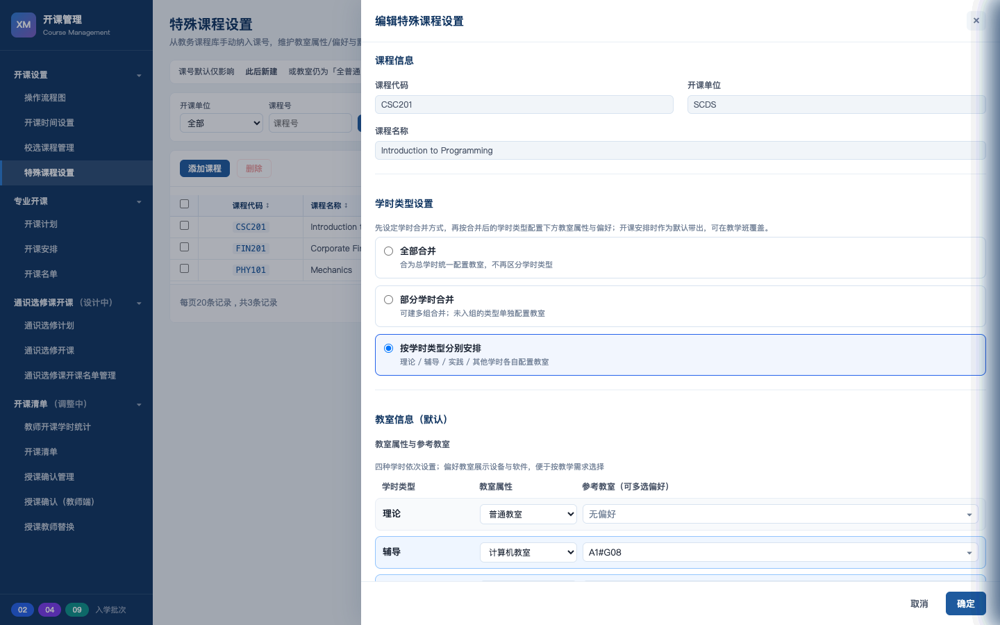 XM
开课管理
Course Management
开课设置
操作流程图
开课时间设置
校选课程管理
特殊课程设置
专业开课
开课计划
开课安排
开课名单
通识选修课开课（设计中）
通识选修计划
通识选修开课
通识选修课开课名单管理
开课清单（调整中）
教师开课学时统计
开课清单
授课确认管理
授课确认（教师端）
授课教师替换
02 04 09 入学批次
特殊课程设置
从教务课程库手动纳入课号，维护教室属性/偏好与
课号默认仅影响 此后新建 或教室仍为「全普通
开课单位 课程号
全部 课程号
添加课程 删除
课程代码 课程名称
CSC201 Introduction
FIN201 Corporate
PHY101 Mechanics
每页20条记录，共3条记录
编辑特殊课程设置
×
课程信息
课程代码 开课单位
CSC201 SCDS
课程名称
Introduction to Programming
学时类型设置
先设定学时合并方式，再按合并后的学时类型配置下方教室属性与偏好；开课安排时作为默认带出，可在教学班覆盖。
全部合并
合为总学时统一配置教室，不再区分学时类型
部分学时合并
可建多组合并；未入组的类型单独配置教室
按学时类型分别安排
理论 / 辅导 / 实践 / 其他学时各自配置教室
教室信息（默认）
教室属性与参考教室
四种学时依次设置；偏好教室展示设备与软件，便于按教学需求选择
学时类型 教室属性 参考教室（可多选偏好）
理论 普通教室 无偏好
辅导 计算机教室 A1#G08
取消 确定